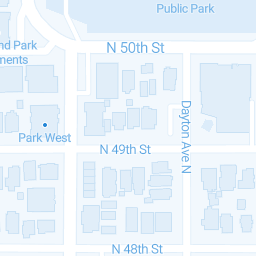 Public Park
N 50th St
nd Park
ments
Dayton Ave N
Park West
N 49th St
N 48th St